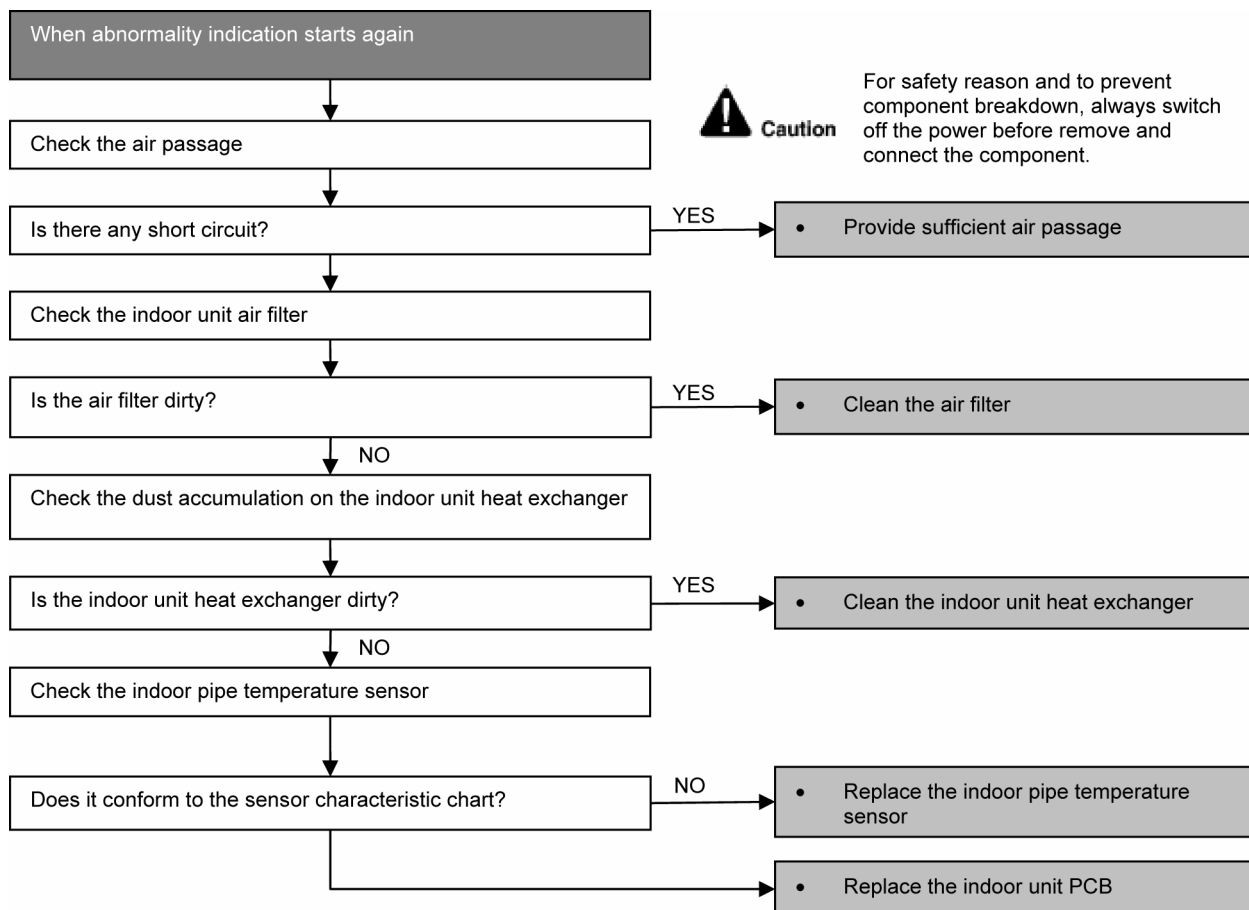 When abnormality indication starts again
For safety reason and to prevent
component breakdown, always switch
off the power before remove and
connect the component.
Caution
Check the air passage
Is there any short circuit?
YES
• Provide sufficient air passage
Check the indoor unit air filter
Is the air filter dirty?
YES
• Clean the air filter
NO
Check the dust accumulation on the indoor unit heat exchanger
Is the indoor unit heat exchanger dirty?
YES
• Clean the indoor unit heat exchanger
NO
Check the indoor pipe temperature sensor
Does it conform to the sensor characteristic chart?
NO
• Replace the indoor pipe temperature
sensor
• Replace the indoor unit PCB